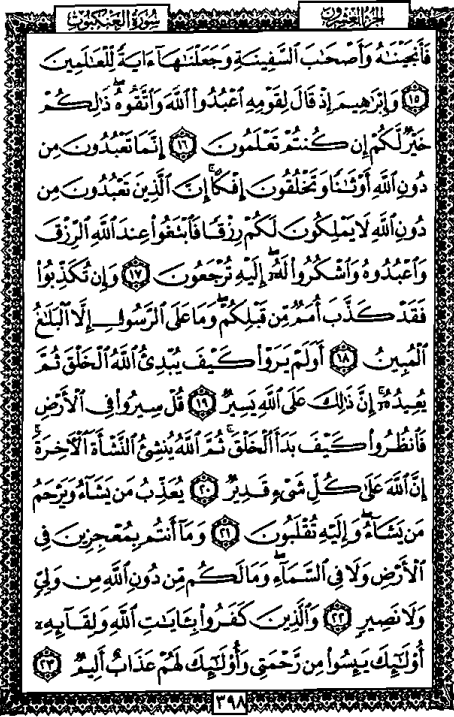 الجزء العشرون
سورة العنكبوت
فَأَنجَيْنَٰهُ وَأَصْحَٰبَ ٱلسَّفِينَةِ وَجَعَلْنَٰهَآ ءَايَةً لِّلْعَٰلَمِينَ
١٥ وَإِبْرَٰهِيمَ إِذْ قَالَ لِقَوْمِهِ ٱعْبُدُوا۟ ٱللَّهَ وَٱتَّقُوهُ ۖ ذَٰلِكُمْ
خَيْرٌ لَّكُمْ إِن كُنتُمْ تَعْلَمُونَ ١٦ إِنَّمَا تَعْبُدُونَ مِن
دُونِ ٱللَّهِ أَوْثَٰنًا وَتَخْلُقُونَ إِفْكًا ۚ إِنَّ ٱلَّذِينَ تَعْبُدُونَ مِن
دُونِ ٱللَّهِ لَا يَمْلِكُونَ لَكُمْ رِزْقًا فَٱبْتَغُوا۟ عِندَ ٱللَّهِ ٱلرِّزْقَ
وَٱعْبُدُوهُ وَٱشْكُرُوا۟ لَهُۥٓ ۖ إِلَيْهِ تُرْجَعُونَ ١٧ وَإِن تُكَذِّبُوا۟
فَقَدْ كَذَّبَ أُمَمٌ مِّن قَبْلِكُمْ ۖ وَمَا عَلَى ٱلرَّسُولِ إِلَّا ٱلْبَلَٰغُ
ٱلْمُبِينُ ١٨ أَوَلَمْ يَرَوْا۟ كَيْفَ يُبْدِئُ ٱللَّهُ ٱلْخَلْقَ ثُمَّ
يُعِيدُهُۥٓ ۚ إِنَّ ذَٰلِكَ عَلَى ٱللَّهِ يَسِيرٌ ١٩ قُلْ سِيرُوا۟ فِى ٱلْأَرْضِ
فَٱنظُرُوا۟ كَيْفَ بَدَأَ ٱلْخَلْقَ ۚ ثُمَّ ٱللَّهُ يُنشِئُ ٱلنَّشْأَةَ ٱلْءَاخِرَةَ ۚ
إِنَّ ٱللَّهَ عَلَىٰ كُلِّ شَىْءٍ قَدِيرٌ ٢٠ يُعَذِّبُ مَن يَشَآءُ وَيَرْحَمُ
مَن يَشَآءُ ۖ وَإِلَيْهِ تُقْلَبُونَ ٢١ وَمَآ أَنتُم بِمُعْجِزِينَ فِى
ٱلْأَرْضِ وَلَا فِى ٱلسَّمَآءِ ۖ وَمَا لَكُم مِّن دُونِ ٱللَّهِ مِن وَلِىٍّ
وَلَا نَصِيرٍ ٢٢ وَٱلَّذِينَ كَفَرُوا۟ بِـَٔايَٰتِ ٱللَّهِ وَلِقَآئِهِۦٓ
أُو۟لَٰٓئِكَ يَئِسُوا۟ مِن رَّحْمَتِى وَأُو۟لَٰٓئِكَ لَهُمْ عَذَابٌ أَلِيمٌ ٢٣
٣٩٨